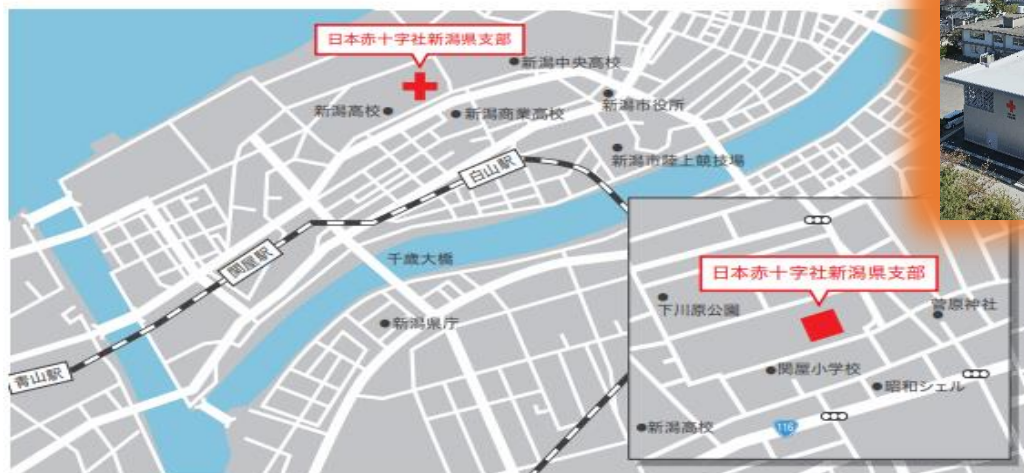 日本赤十字社新潟県支部
新潟中央高校
新潟高校
新潟商業高校
新潟市役所
新潟市陸上競技場
白山駅
関屋駅
千歳大橋
新潟県庁
青山駅
日本赤十字社新潟県支部
下川原公園
菅原神社
関屋小学校
昭和シェル
新潟高校
116